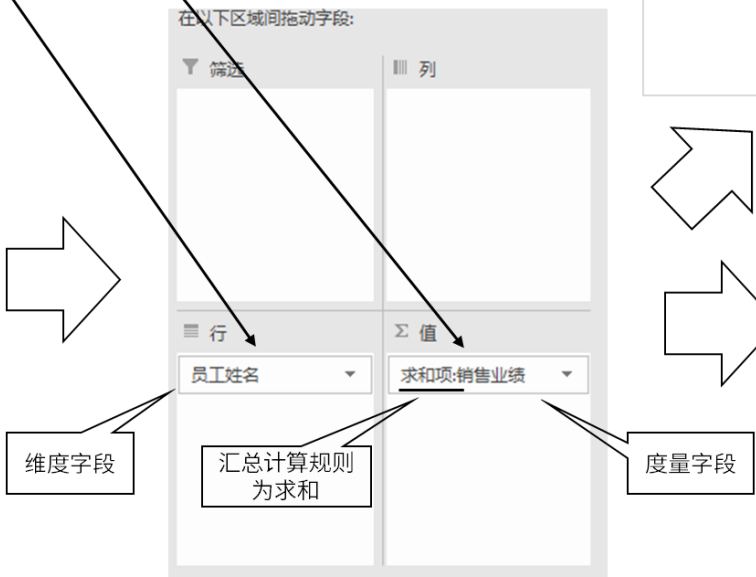 在以下区域间拖动字段:
筛选
列
行
Σ 值
员工姓名
求和项:销售业绩
维度字段
汇总计算规则
为求和
度量字段